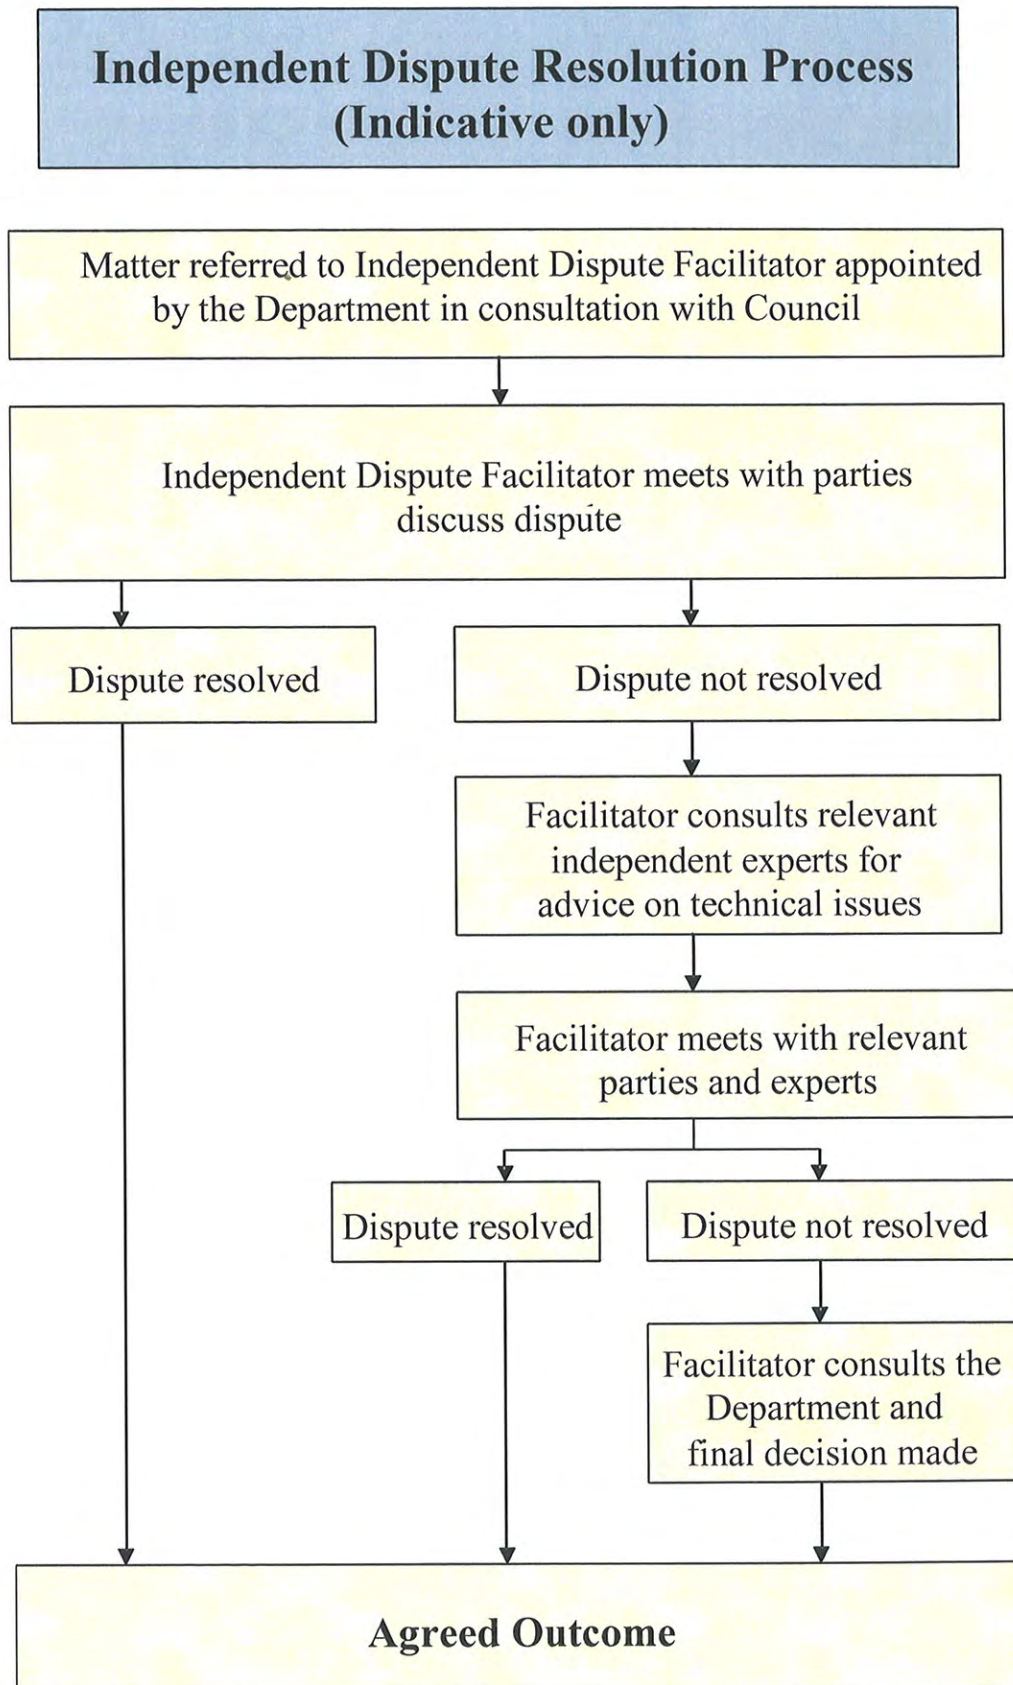 Independent Dispute Resolution Process
(Indicative only)
Matter referred to Independent Dispute Facilitator appointed
by the Department in consultation with Council
Independent Dispute Facilitator meets with parties
discuss dispute
Dispute resolved
Dispute not resolved
Facilitator consults relevant
independent experts for
advice on technical issues
Facilitator meets with relevant
parties and experts
Dispute resolved
Dispute not resolved
Facilitator consults the
Department and
final decision made
Agreed Outcome